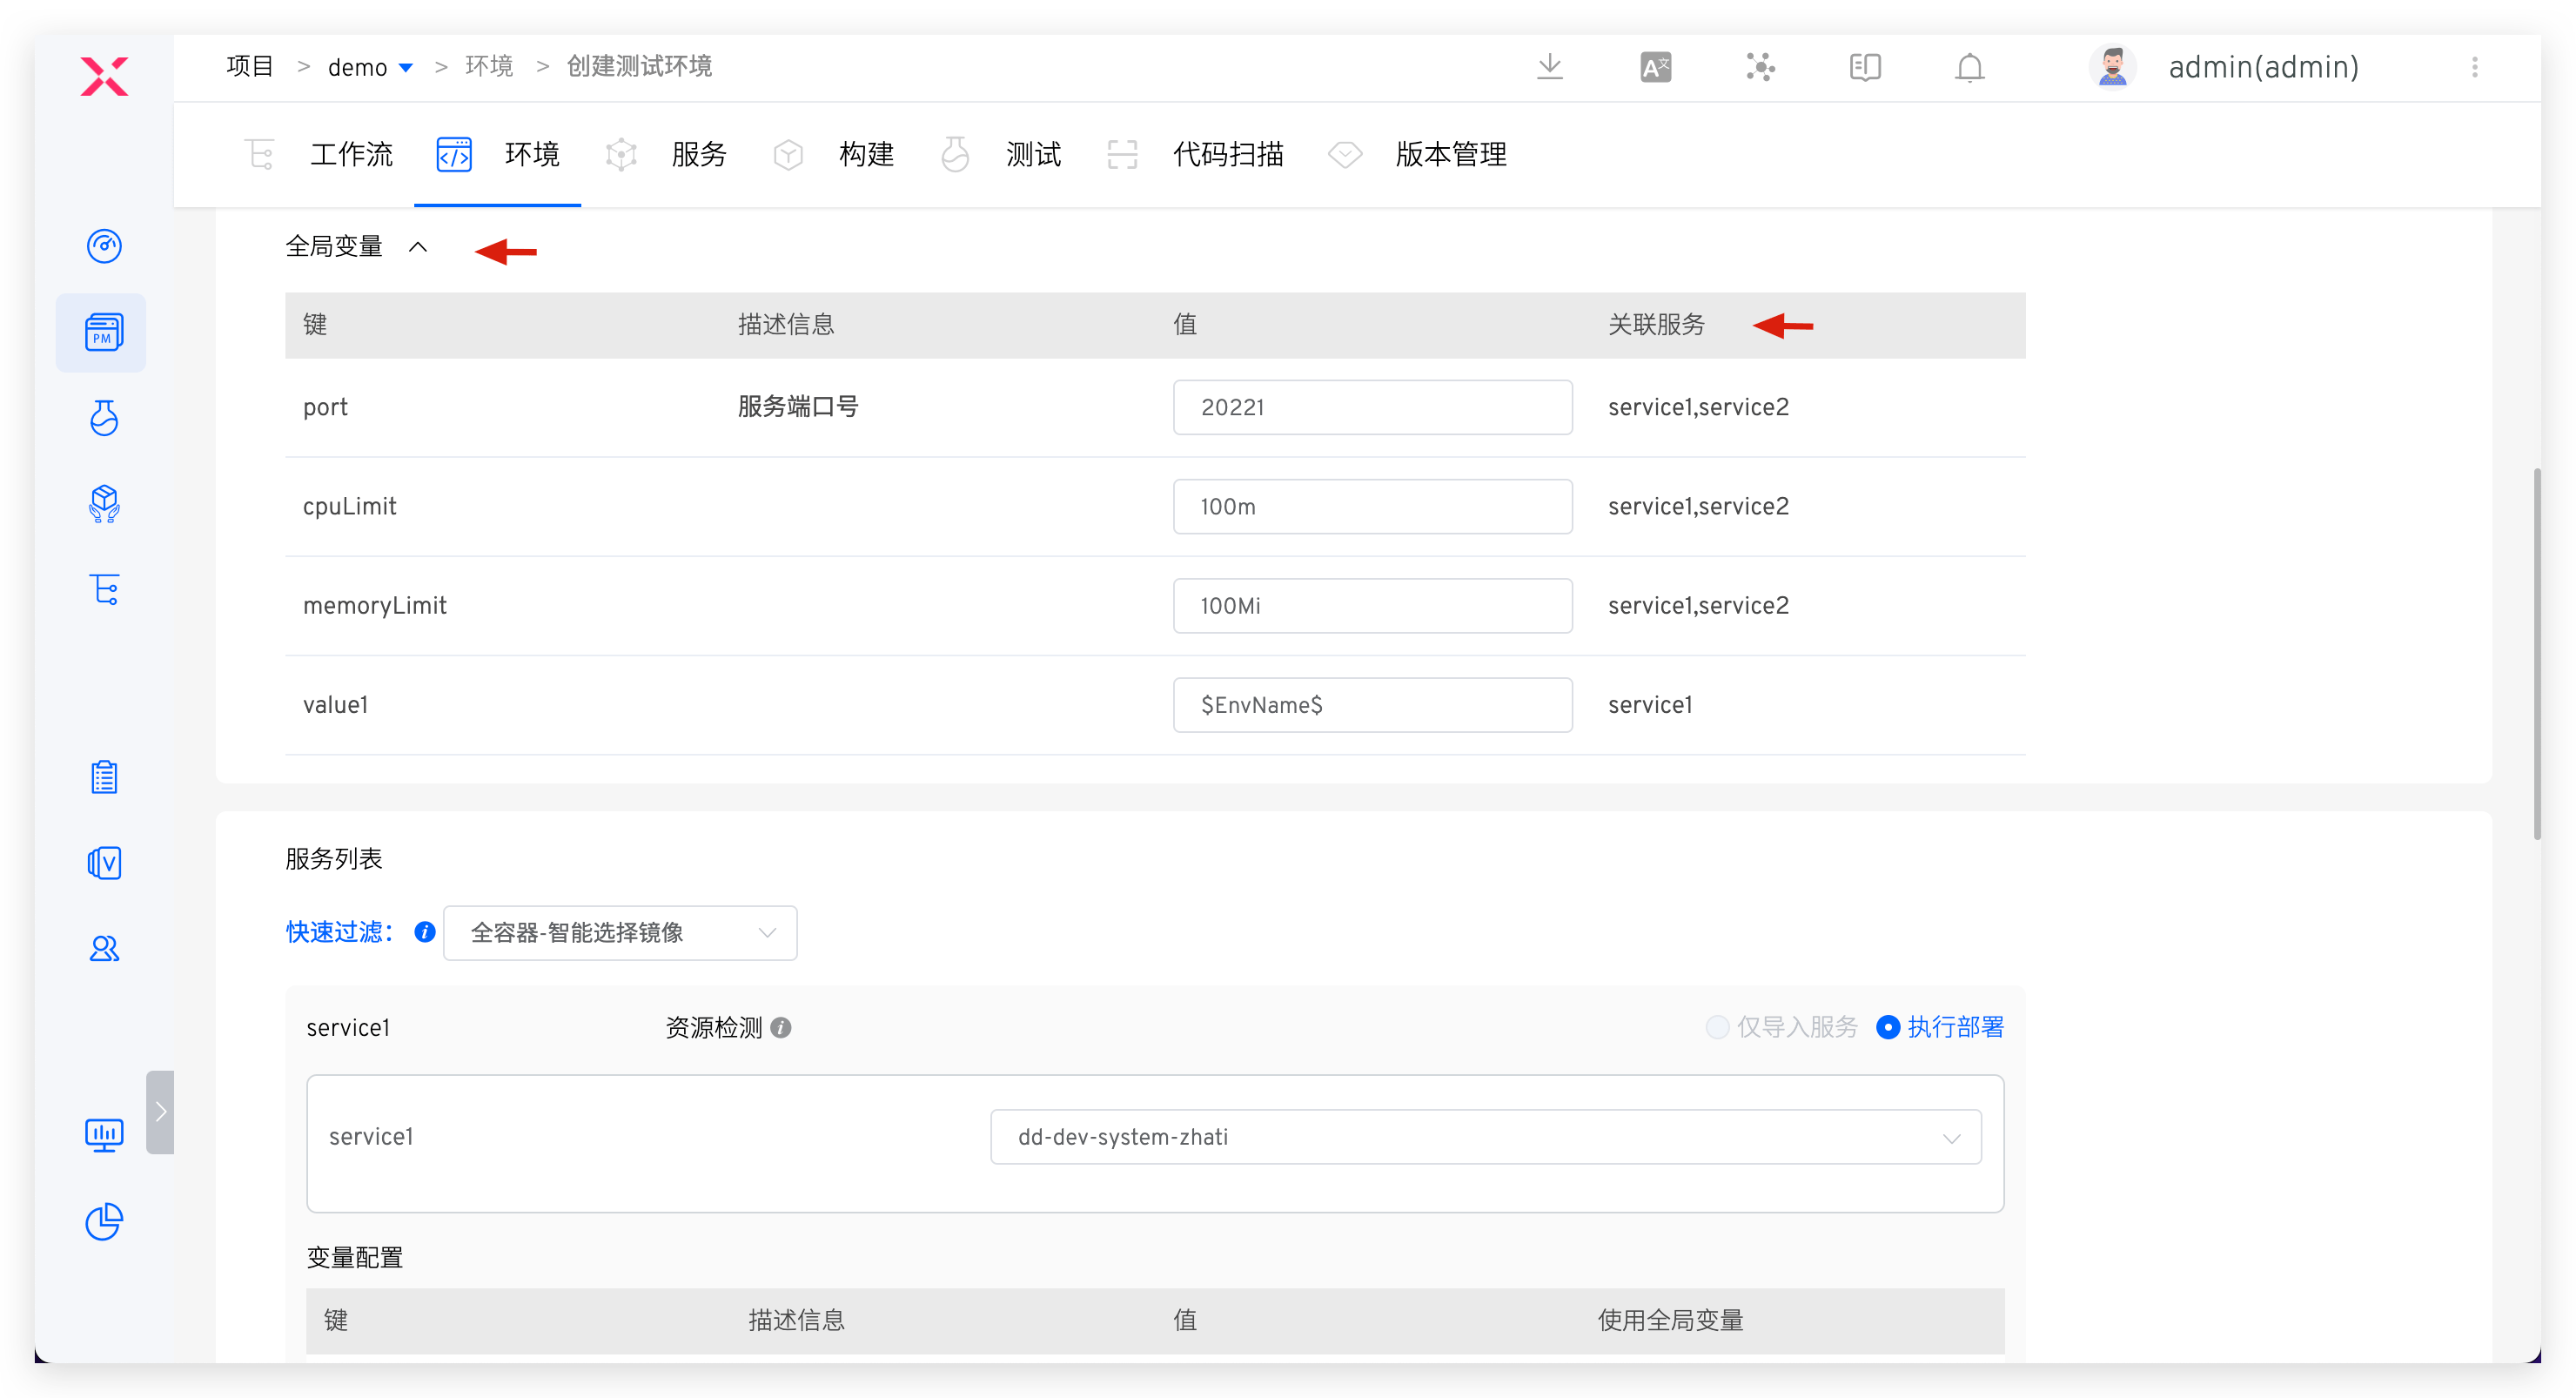 项目 > demo > 环境 > 创建测试环境
A文
admin(admin)
工作流 环境 服务 构建 测试 代码扫描 版本管理
PM
全局变量
键 描述信息 值 关联服务
port 服务端口号 20221 service1,service2
cpuLimit 100m service1,service2
memoryLimit 100Mi service1,service2
value1 $EnvName$ service1
V
服务列表
快速过滤： i 全容器-智能选择镜像
service1 资源检测 i 仅导入服务 执行部署
service1 dd-dev-system-zhati
变量配置
键 描述信息 值 使用全局变量